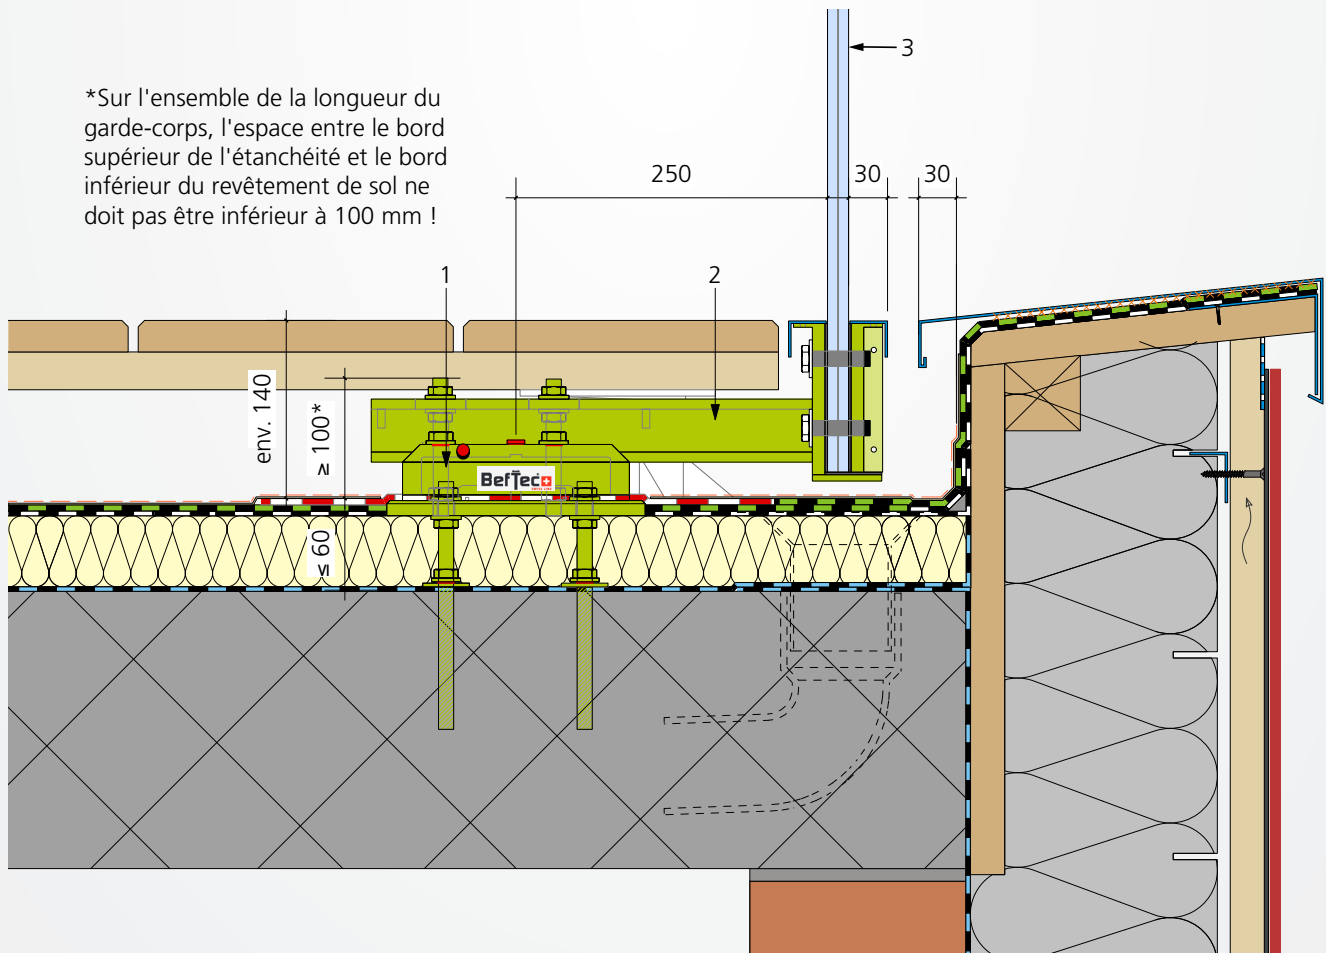 3
*Sur l'ensemble de la longueur du
garde-corps, l'espace entre le bord
supérieur de l'étanchéité et le bord
inférieur du revêtement de sol ne
doit pas être inférieur à 100 mm !
250
30
30
1
2
env. 140
≥ 100*
≤ 60
BefTec